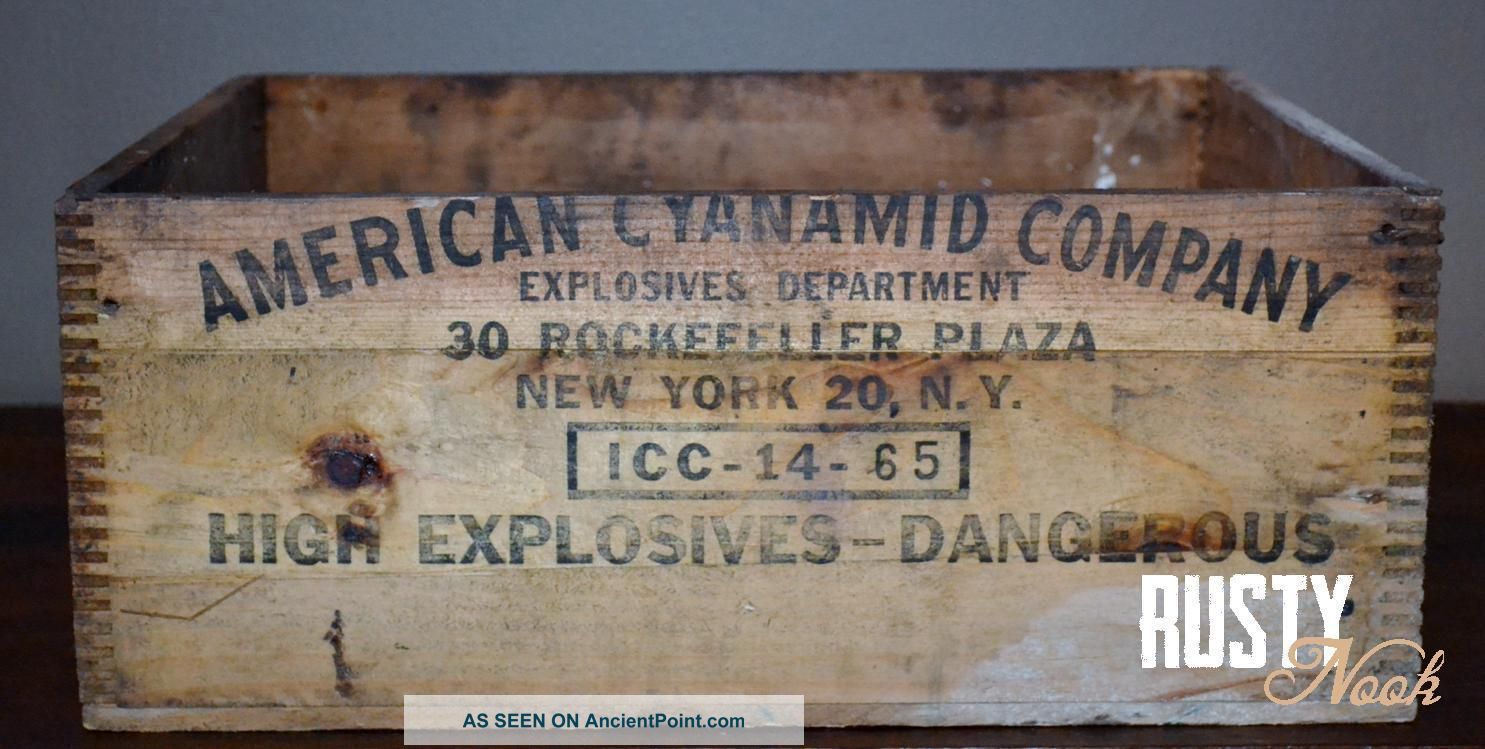 AMERICAN CYANAMID COMPANY
EXPLOSIVES DEPARTMENT
30 ROCKEFELLER PLAZA
NEW YORK 20, N. Y.
ICC-14-65
HIGH EXPLOSIVES-DANGEROUS
RUSTY
Nook
AS SEEN ON AncientPoint.com